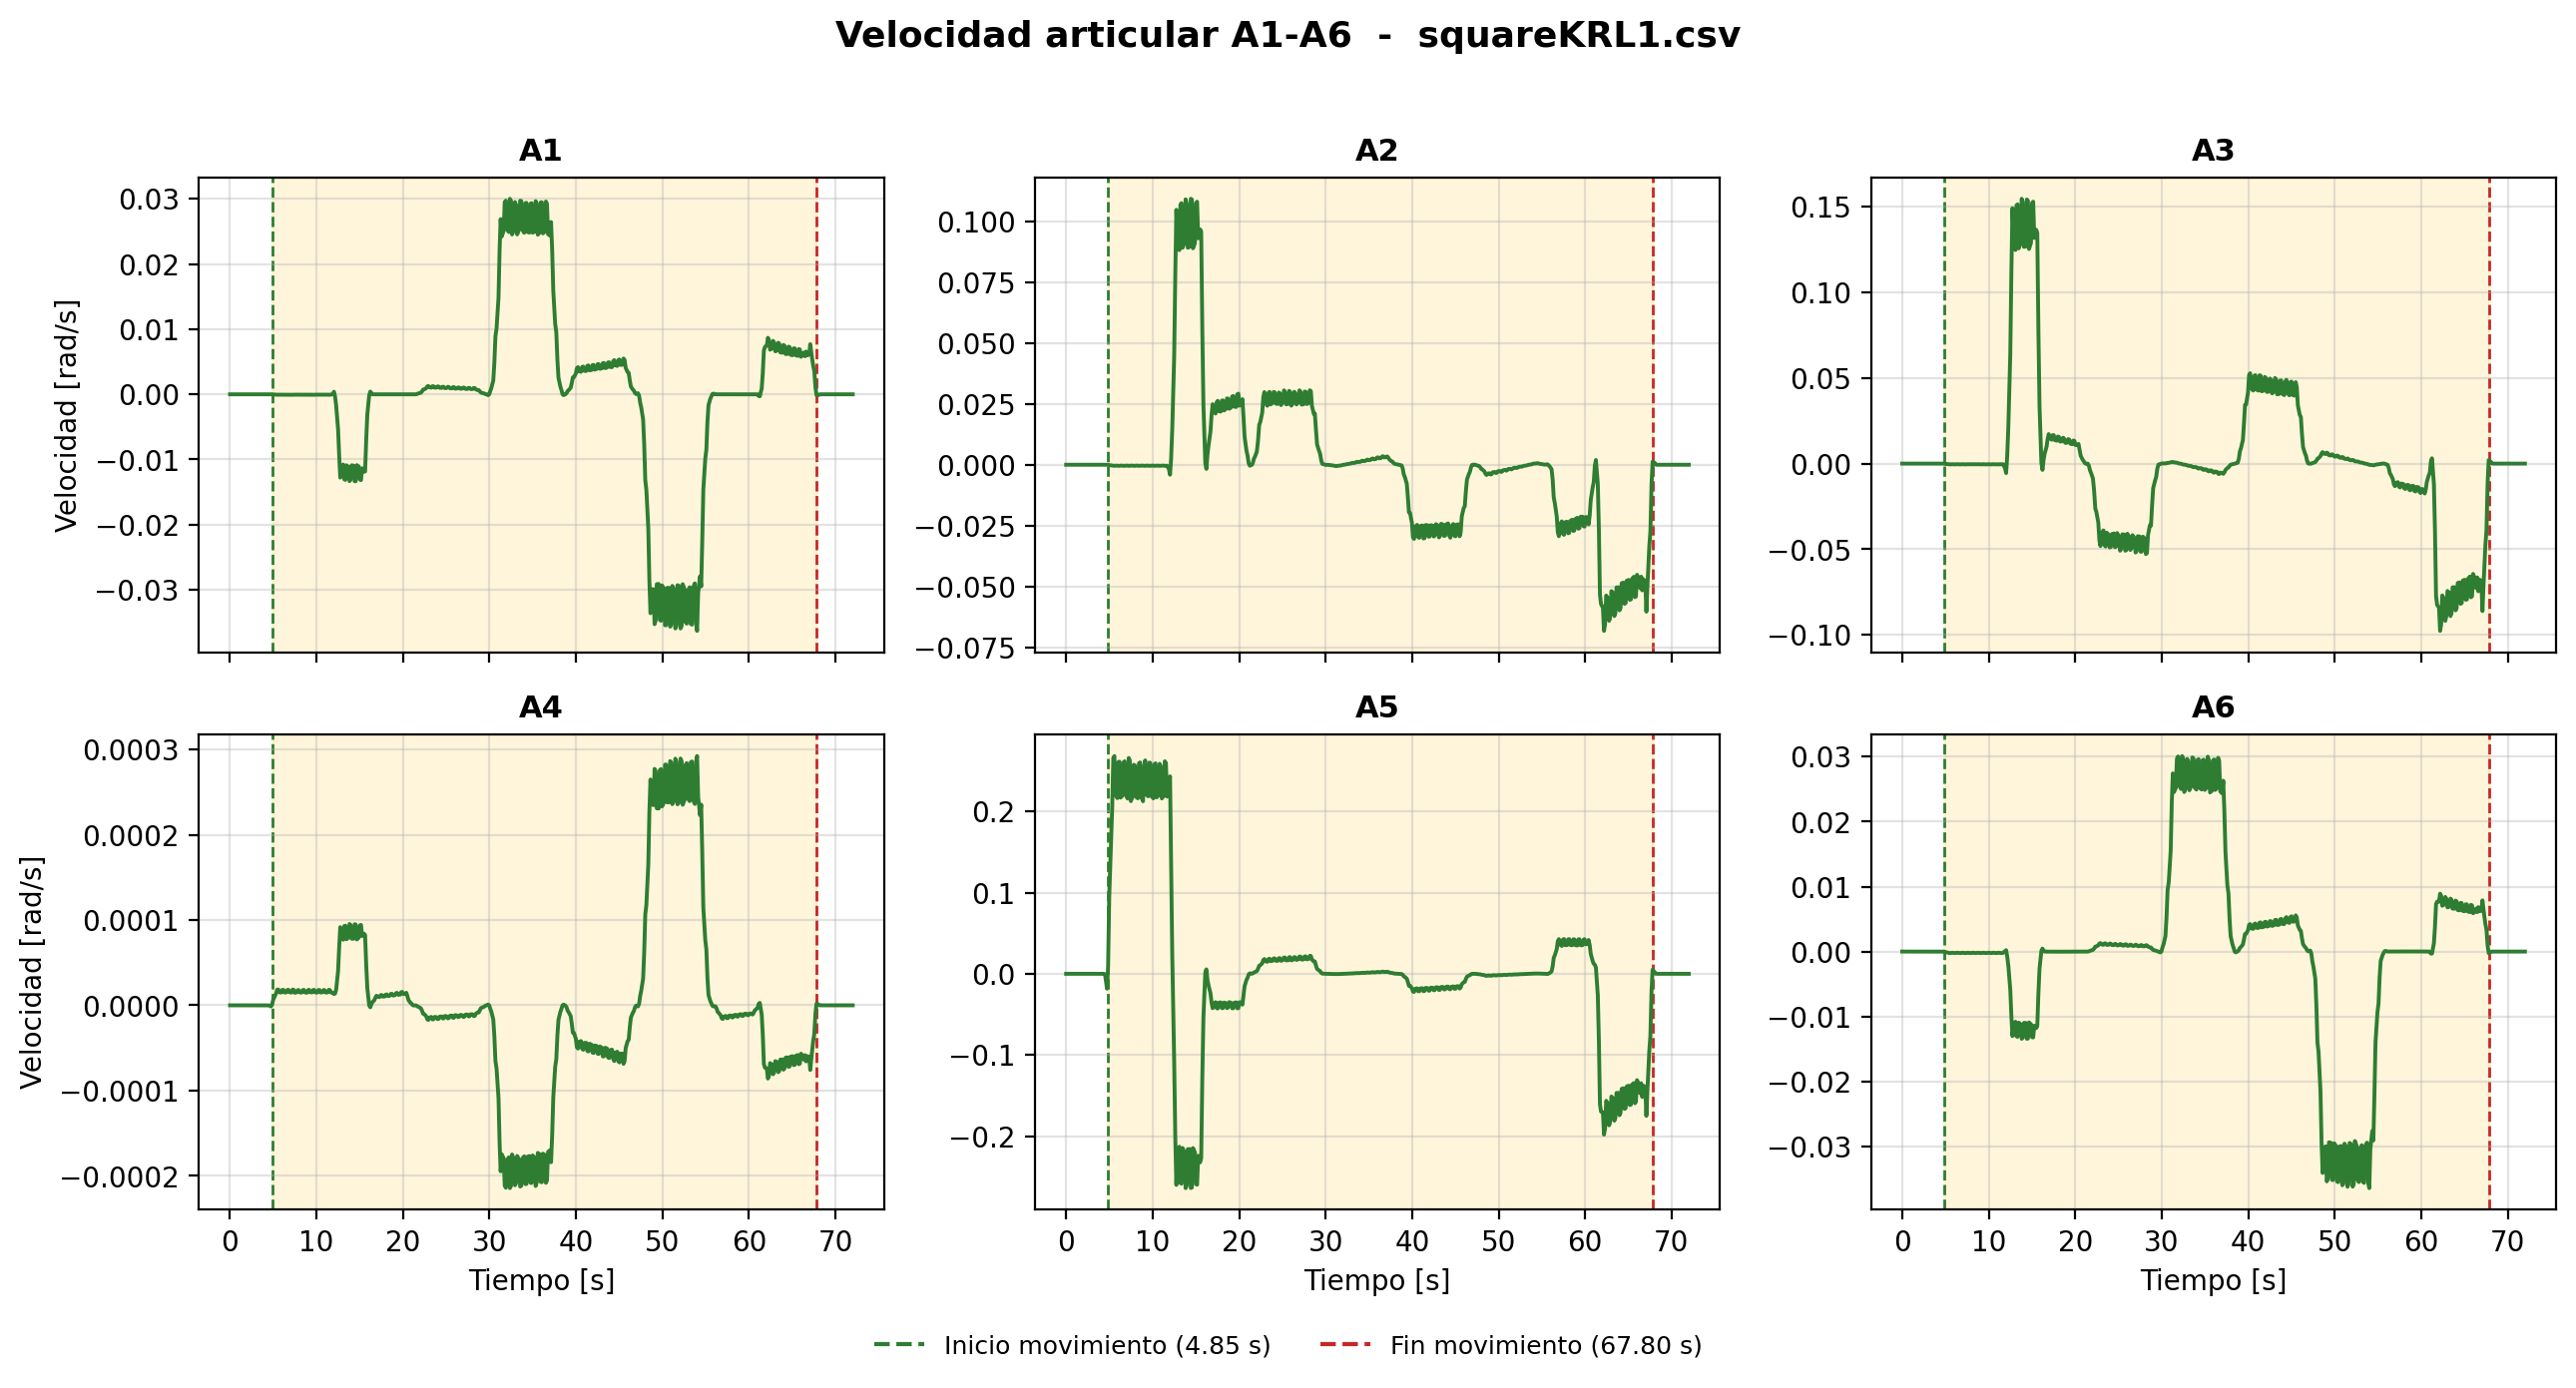 Velocidad articular A1-A6  -  squareKRL1.csv
A1
A2
A3
Velocidad [rad/s]
0.03
0.02
0.01
0.00
−0.01
−0.02
−0.03
0.100
0.075
0.050
0.025
0.000
−0.025
−0.050
−0.075
0.15
0.10
0.05
0.00
−0.05
−0.10
A4
A5
A6
Velocidad [rad/s]
0.0003
0.0002
0.0001
0.0000
−0.0001
−0.0002
0.2
0.1
0.0
−0.1
−0.2
0.03
0.02
0.01
0.00
−0.01
−0.02
−0.03
0 10 20 30 40 50 60 70
0 10 20 30 40 50 60 70
0 10 20 30 40 50 60 70
Tiempo [s]
Tiempo [s]
Tiempo [s]
Inicio movimiento (4.85 s)
Fin movimiento (67.80 s)